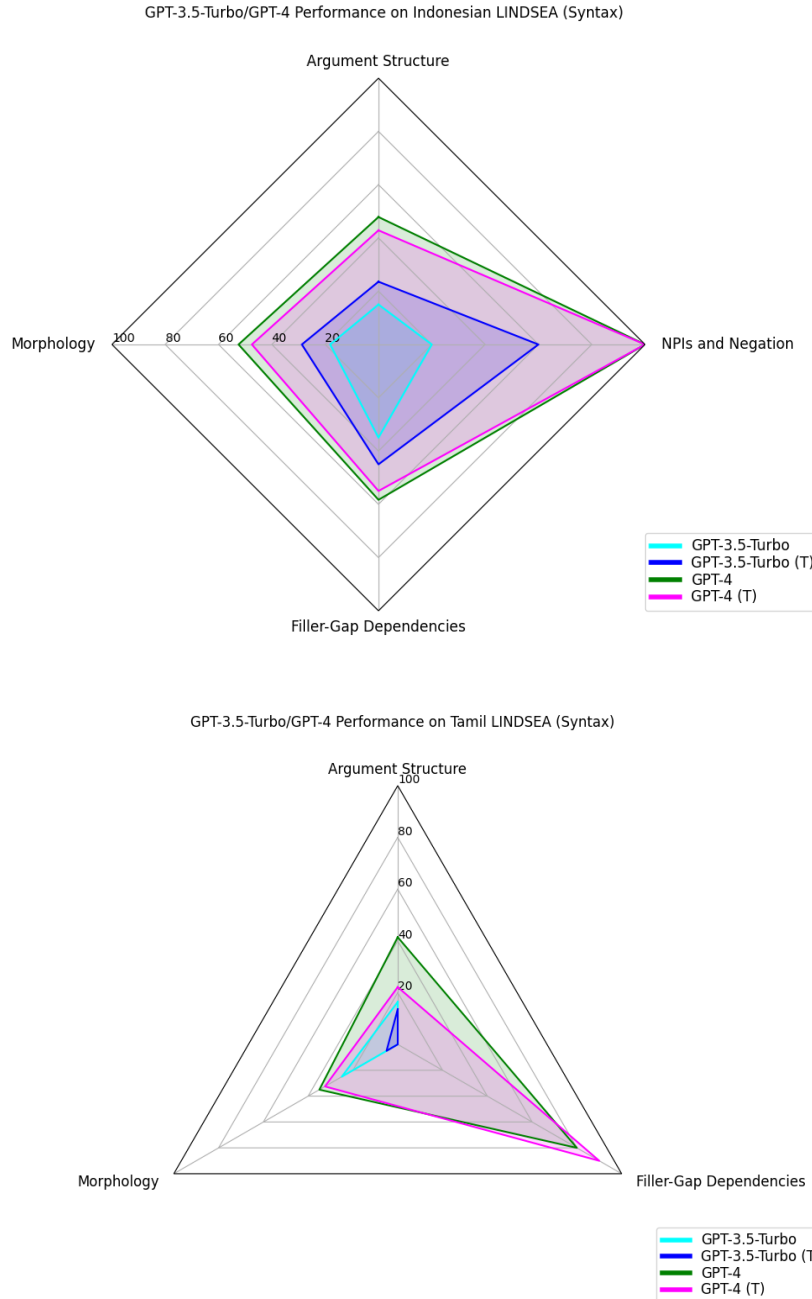 GPT-3.5-Turbo/GPT-4 Performance on Indonesian LINDSEA (Syntax)
Argument Structure
Morphology
100
80
60
40
20
NPIs and Negation
Filler-Gap Dependencies
GPT-3.5-Turbo
GPT-3.5-Turbo (T)
GPT-4
GPT-4 (T)
GPT-3.5-Turbo/GPT-4 Performance on Tamil LINDSEA (Syntax)
Argument Structure
100
80
60
40
20
Morphology
Filler-Gap Dependencies
GPT-3.5-Turbo
GPT-3.5-Turbo (T
GPT-4
GPT-4 (T)